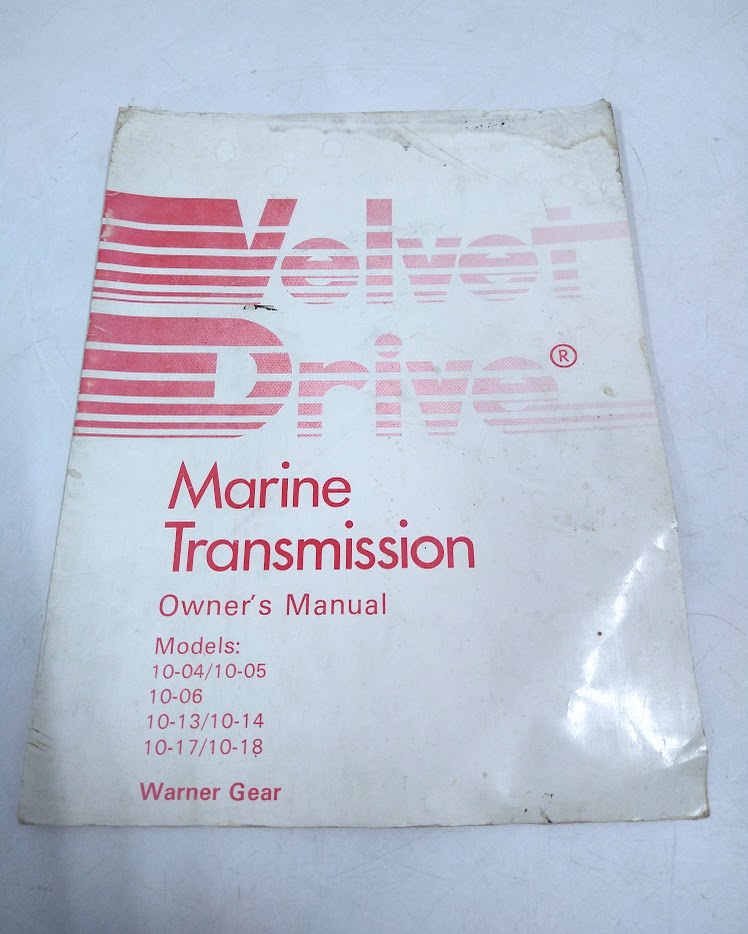 Velvet
Drive®
Marine
Transmission
Owner's Manual
Models:
10-04/10-05
10-06
10-13/10-14
10-17/10-18
Warner Gear